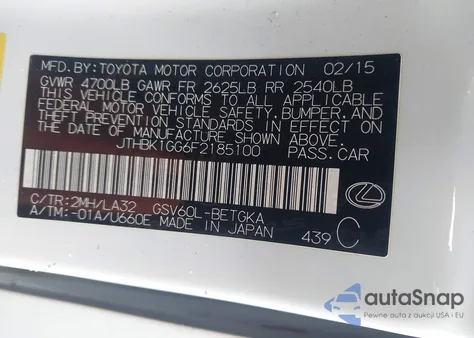 MFD.BY:TOYOTA MOTOR CORPORATION 02/15
GVWR 4700LB GAWR FR 2625LB RR 2540LB
THIS VEHICLE CONFORMS TO ALL APPLICABLE
FEDERAL MOTOR VEHICLE SAFETY,BUMPER,AND
THEFT PREVENTION STANDARDS IN EFFECT ON
THE DATE OF MANUFACTURE SHOWN ABOVE.
JTHBK1GG6F2185100 PASS.CAR
C/TR:2MH/LA32 GSV60L-BETGKA
A/TM:-01A/U660E MADE IN JAPAN 439 C
autoSnap
Pewne auta z USA i EU